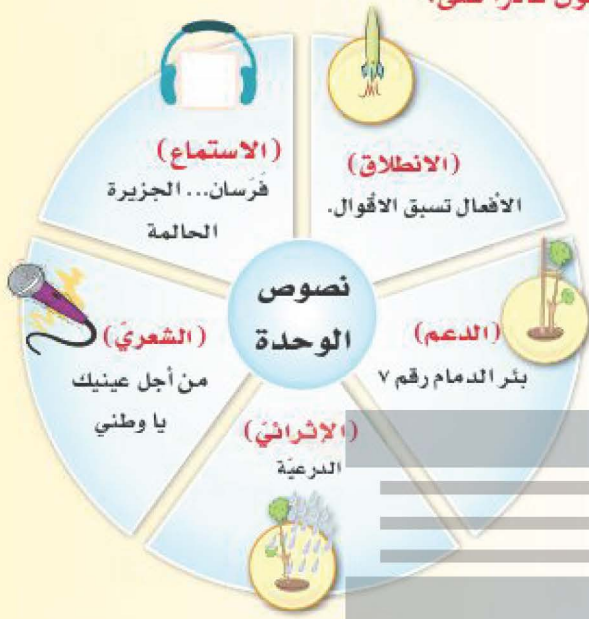 (الانطلاق)
الأفعال تسبق الأقوال.
(الاستماع)
فَرَسان... الجزيرة
الحالمة
نصوص
الوحدة
(الدعم)
بئر الدمام رقم ٧
(الشعريّ)
من أجل عينيك
يا وطني
(الإثرائيّ)
الدرعيّة